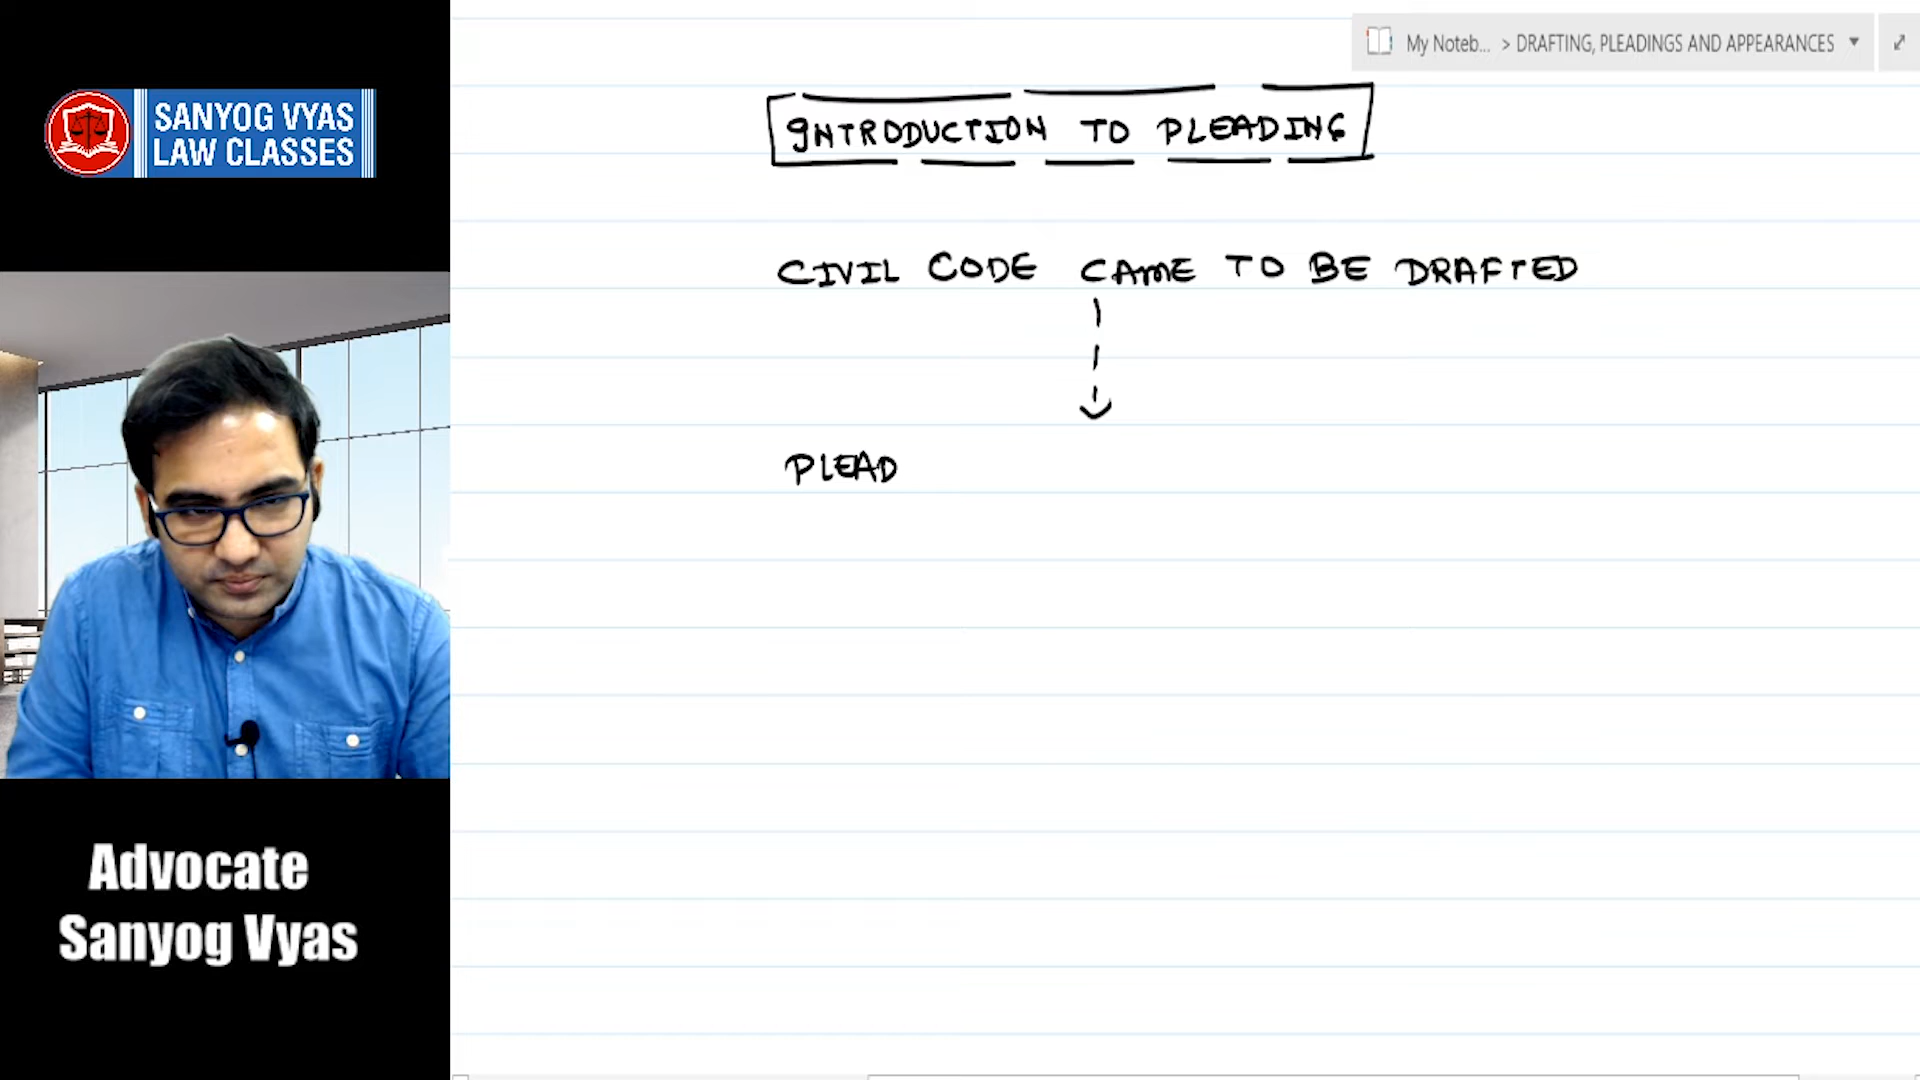 SANYOG VYAS
LAW CLASSES
Advocate
Sanyog Vyas
My Noteb... > DRAFTING, PLEADINGS AND APPEARANCES
INTRODUCTION TO PLEADING
CIVIL CODE CAME TO BE DRAFTED
PLEAD